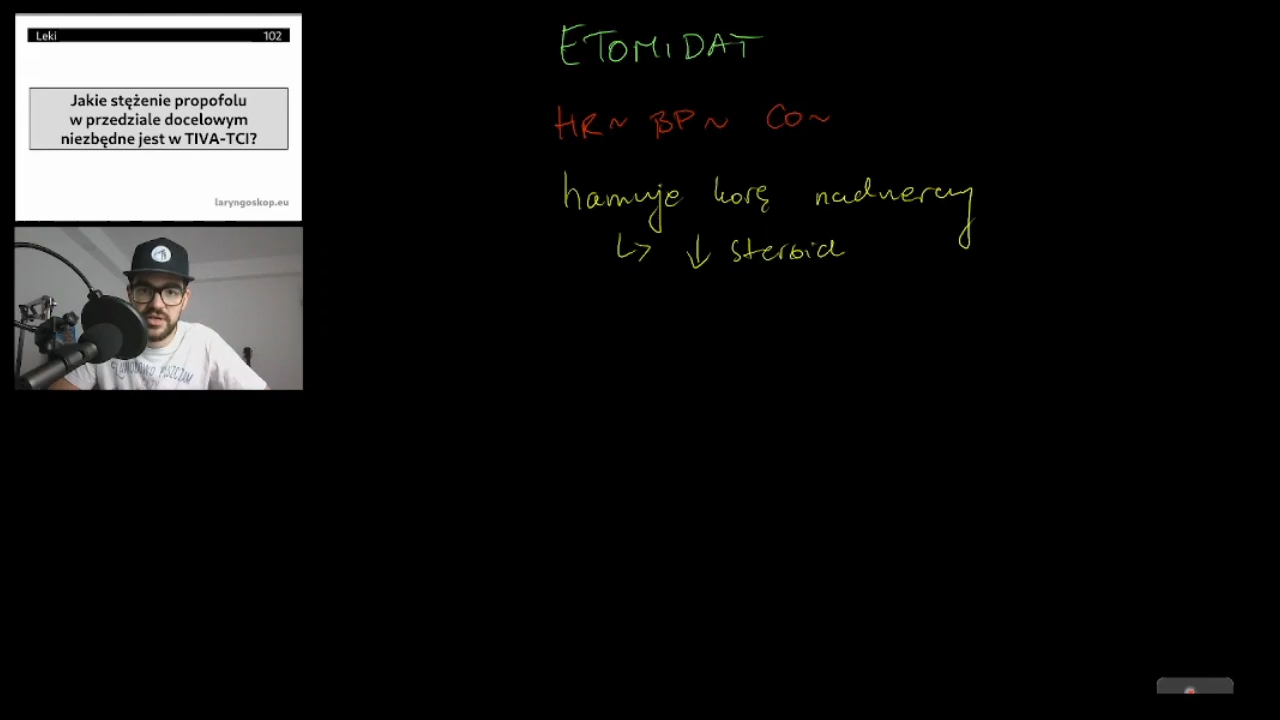 Leki 102
Jakie stężenie propofolu
w przedziale docelowym
niezbędne jest w TIVA-TCI?
laryngoskop.eu
ETOMIDAT
HR~ BP~ CO~
hamuje korę nadnerczy
↳ ↓ steroid